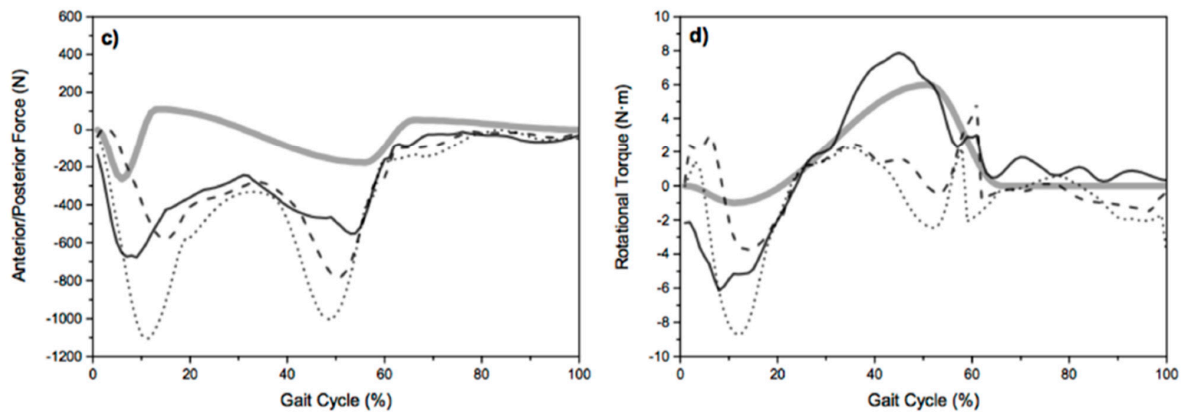 c)
600
400
200
0
-200
-400
-600
-800
-1000
-1200
Anterior/Posterior Force (N)
0 20 40 60 80 100
Gait Cycle (%)
d)
10
8
6
4
2
0
-2
-4
-6
-8
-10
Rotational Torque (N·m)
0 20 40 60 80 100
Gait Cycle (%)